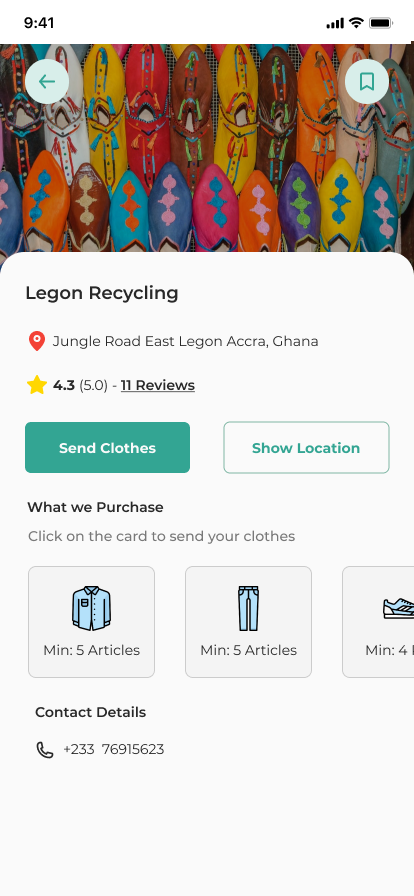 9:41
Legon Recycling
Jungle Road East Legon Accra, Ghana
4.3 (5.0) - 11 Reviews
Send Clothes Show Location
What we Purchase
Click on the card to send your clothes
Min: 5 Articles Min: 5 Articles Min: 4
Contact Details
+233 76915623